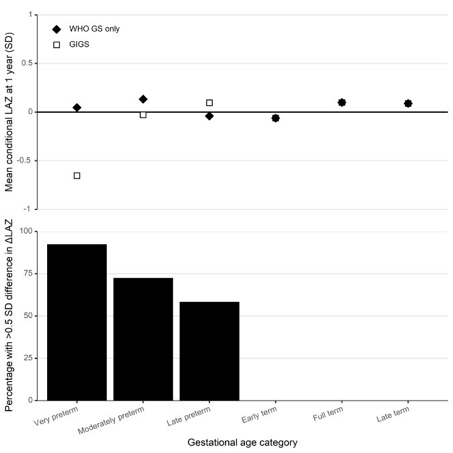 Mean conditional LAZ at 1 year (SD)
1
0.5
0
-0.5
-1
WHO GS only
GIGS
Percentage with >0.5 SD difference in ΔLAZ
100
75
50
25
0
Very preterm
Moderately preterm
Late preterm
Early term
Full term
Late term
Gestational age category